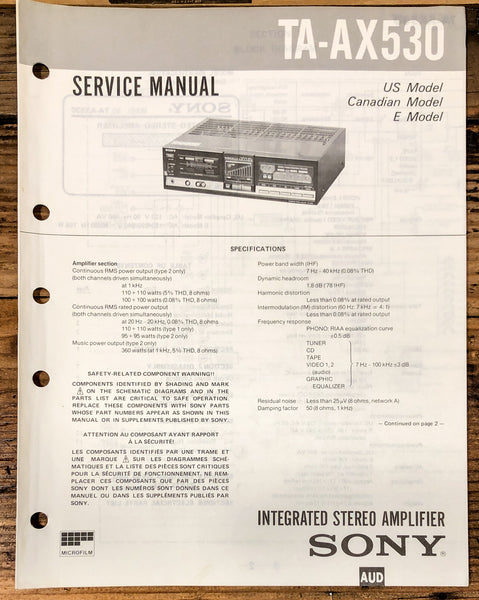 TA-AX530
SERVICE MANUAL
US Model
Canadian Model
E Model
SPECIFICATIONS
Amplifier section
Continuous RMS power output (type 2 only)
(both channels driven simultaneously)
at 1 kHz
110 + 110 watts (5% THD, 8 ohms)
100 + 100 watts (0.08% THD, 8 ohms)
Continuous RMS rated power output
(both channels driven simultaneously)
at 20 Hz - 20 kHz, 0.08% THD, 8 ohms
110 + 110 watts (type 1 only)
95 + 95 watts (type 2 only)
Music power output (type 2 only)
360 watts (at 1 kHz, 5% THD, 8 ohms)
SAFETY-RELATED COMPONENT WARNING!!
COMPONENTS IDENTIFIED BY SHADING AND MARK
⚠ ON THE SCHEMATIC DIAGRAMS AND IN THE
PARTS LIST ARE CRITICAL TO SAFE OPERATION.
REPLACE THESE COMPONENTS WITH SONY PARTS
WHOSE PART NUMBERS APPEAR AS SHOWN IN THIS
MANUAL OR IN SUPPLEMENTS PUBLISHED BY SONY.
ATTENTION AU COMPOSANT AYANT RAPPORT
À LA SÉCURITÉ!
LES COMPOSANTS IDENTIFIÉS PAR UNE TRAME ET
UNE MARQUE ⚠ SUR LES DIAGRAMMES SCHÉ-
MATIQUES ET LA LISTE DES PIÈCES SONT CRITIQUES
POUR LA SÉCURITÉ DE FONCTIONNEMENT. NE REM-
PLACER CES COMPOSANTS QUE PAR DES PIÈCES
SONY DONT LES NUMÉROS SONT DONNÉS DANS CE
MANUEL OU DANS LES SUPPLÉMENTS PUBLIÉS PAR
SONY.
Power band width (IHF)
7 Hz - 40 kHz (0.08% THD)
Dynamic headroom
1.8 dB (78 IHF)
Harmonic distortion
Less than 0.08% at rated output
Intermodulation (IM) distortion (60 Hz : 7 kHz = 4 : 1)
Less than 0.08% at rated output
Frequency response
PHONO: RIAA equalization curve
±0.5 dB
TUNER
CD
TAPE
VIDEO 1, 2
(audio)
GRAPHIC
EQUALIZER
7 Hz - 100 kHz ±3 dB
Residual noise : Less than 25 μV (8 ohms, network A)
Damping factor 50 (8 ohms, 1 kHz)
— Continued on page 2 —
MICROFILM
INTEGRATED STEREO AMPLIFIER
SONY®
AUD